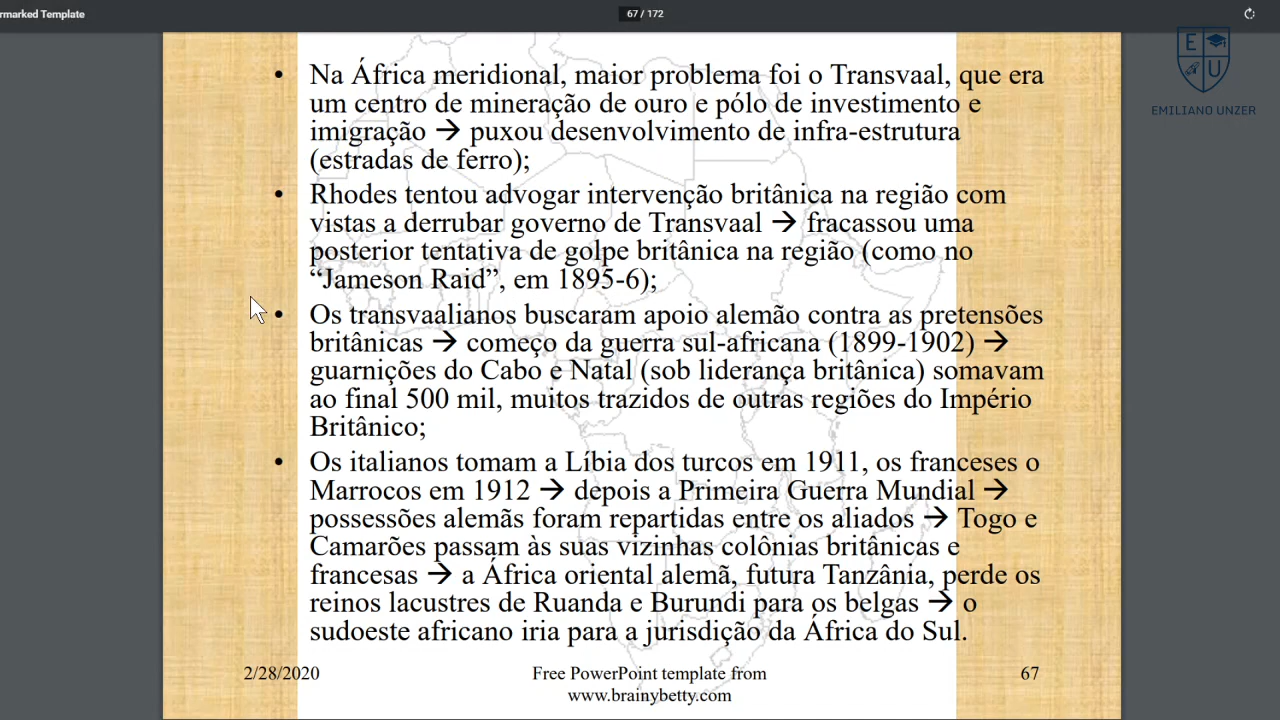 rmarked Template
67 / 172
E
U
EMILIANO UNZER
• Na África meridional, maior problema foi o Transvaal, que era
um centro de mineração de ouro e pólo de investimento e
imigração → puxou desenvolvimento de infra-estrutura
(estradas de ferro);
• Rhodes tentou advogar intervenção britânica na região com
vistas a derrubar governo de Transvaal → fracassou uma
posterior tentativa de golpe britânica na região (como no
“Jameson Raid”, em 1895-6);
• Os transvaalianos buscaram apoio alemão contra as pretensões
britânicas → começo da guerra sul-africana (1899-1902) →
guarnições do Cabo e Natal (sob liderança britânica) somavam
ao final 500 mil, muitos trazidos de outras regiões do Império
Britânico;
• Os italianos tomam a Líbia dos turcos em 1911, os franceses o
Marrocos em 1912 → depois a Primeira Guerra Mundial →
possessões alemãs foram repartidas entre os aliados → Togo e
Camarões passam às suas vizinhas colônias britânicas e
francesas → a África oriental alemã, futura Tanzânia, perde os
reinos lacustres de Ruanda e Burundi para os belgas → o
sudoeste africano iria para a jurisdição da África do Sul.
2/28/2020
Free PowerPoint template from
www.brainybetty.com
67